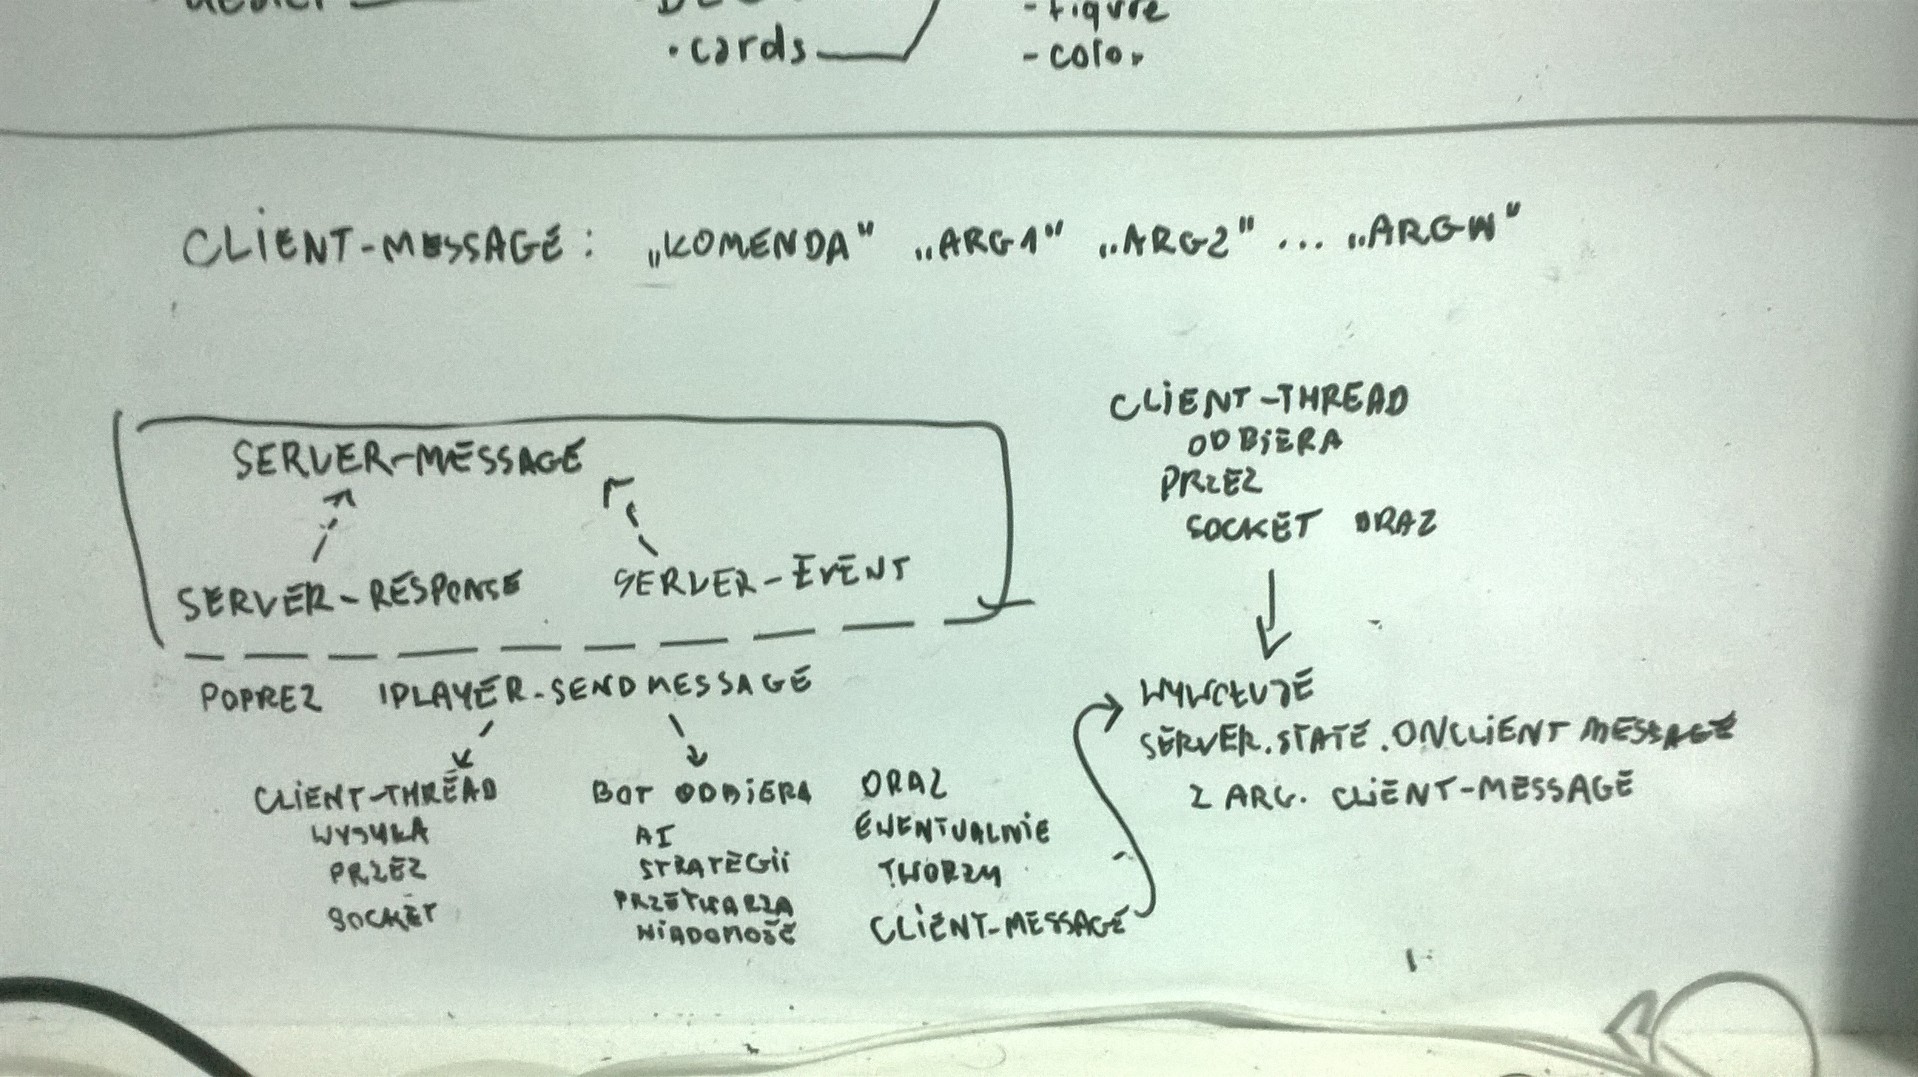 • cards
- figure
- color
CLIENT-MESSAGE: „KOMENDA" „ARG1" „ARG2" ... „ARGN"
SERVER-MESSAGE
SERVER-RESPONSE SERVER-EVENT
POPREZ IPLAYER-SENDMESSAGE
CLIENT-THREAD
WYSYŁA
PRZEZ
SOCKET
BOT ODBIERA
AI
STRATEGII
PRZETWARZA
WIADOMOŚĆ
ORAZ
EWENTUALNIE
TWORZY
CLIENT-MESSAGE
CLIENT-THREAD
ODBIERA
PRZEZ
SOCKET ORAZ
WYWOŁUJE
SERVER.STATE.ONCLIENTMESSAGE
Z ARG. CLIENT-MESSAGE